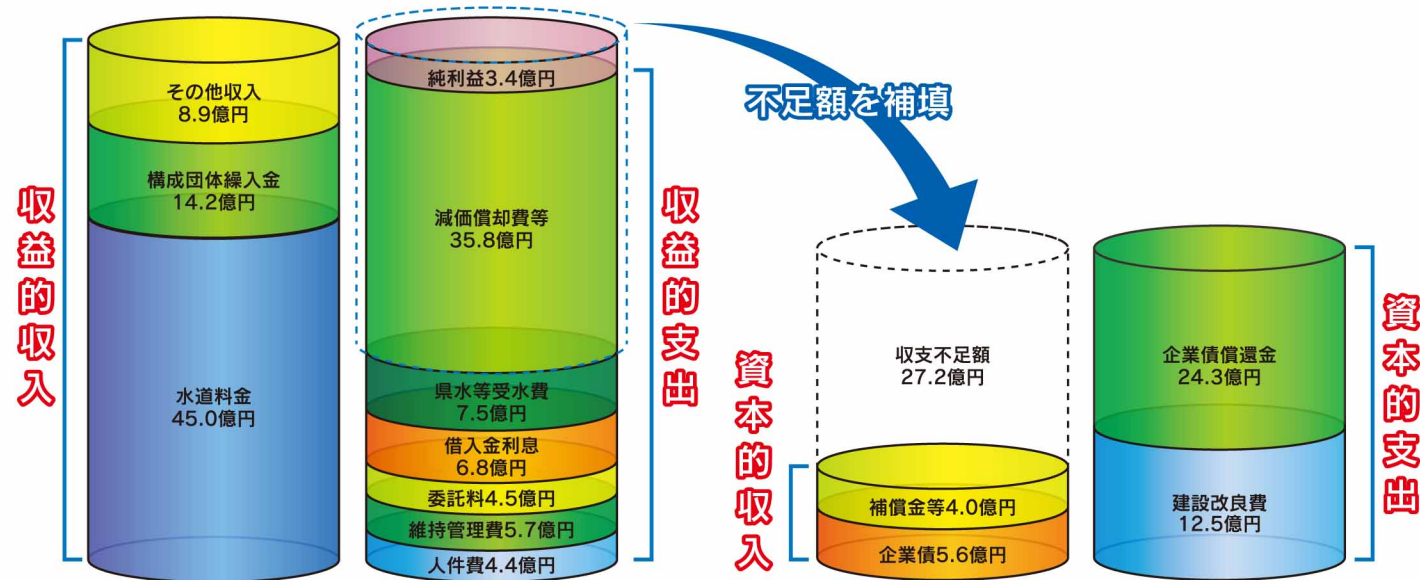 収益的収入
その他収入
8.9億円
構成団体繰入金
14.2億円
水道料金
45.0億円
純利益3.4億円
減価償却費等
35.8億円
県水等受水費
7.5億円
借入金利息
6.8億円
委託料4.5億円
維持管理費5.7億円
人件費4.4億円
収益的支出
不足額を補填
資本的収入
収支不足額
27.2億円
補償金等4.0億円
企業債5.6億円
企業債償還金
24.3億円
建設改良費
12.5億円
資本的支出